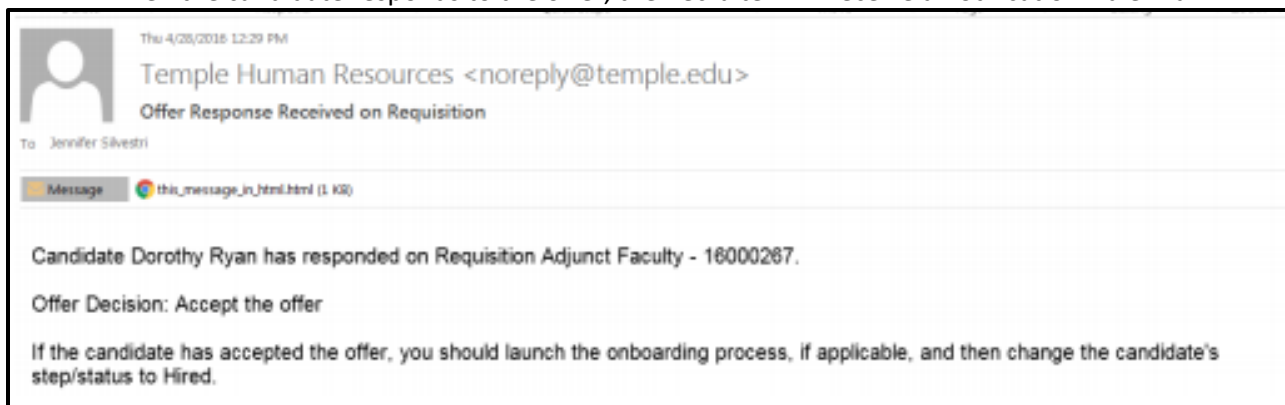 Thu 4/28/2016 12:29 PM
Temple Human Resources <noreply@temple.edu>
Offer Response Received on Requisition
To Jennifer Silvestri
Message this_message_in_html.html (1 KB)
Candidate Dorothy Ryan has responded on Requisition Adjunct Faculty - 16000267.
Offer Decision: Accept the offer
If the candidate has accepted the offer, you should launch the onboarding process, if applicable, and then change the candidate's
step/status to Hired.